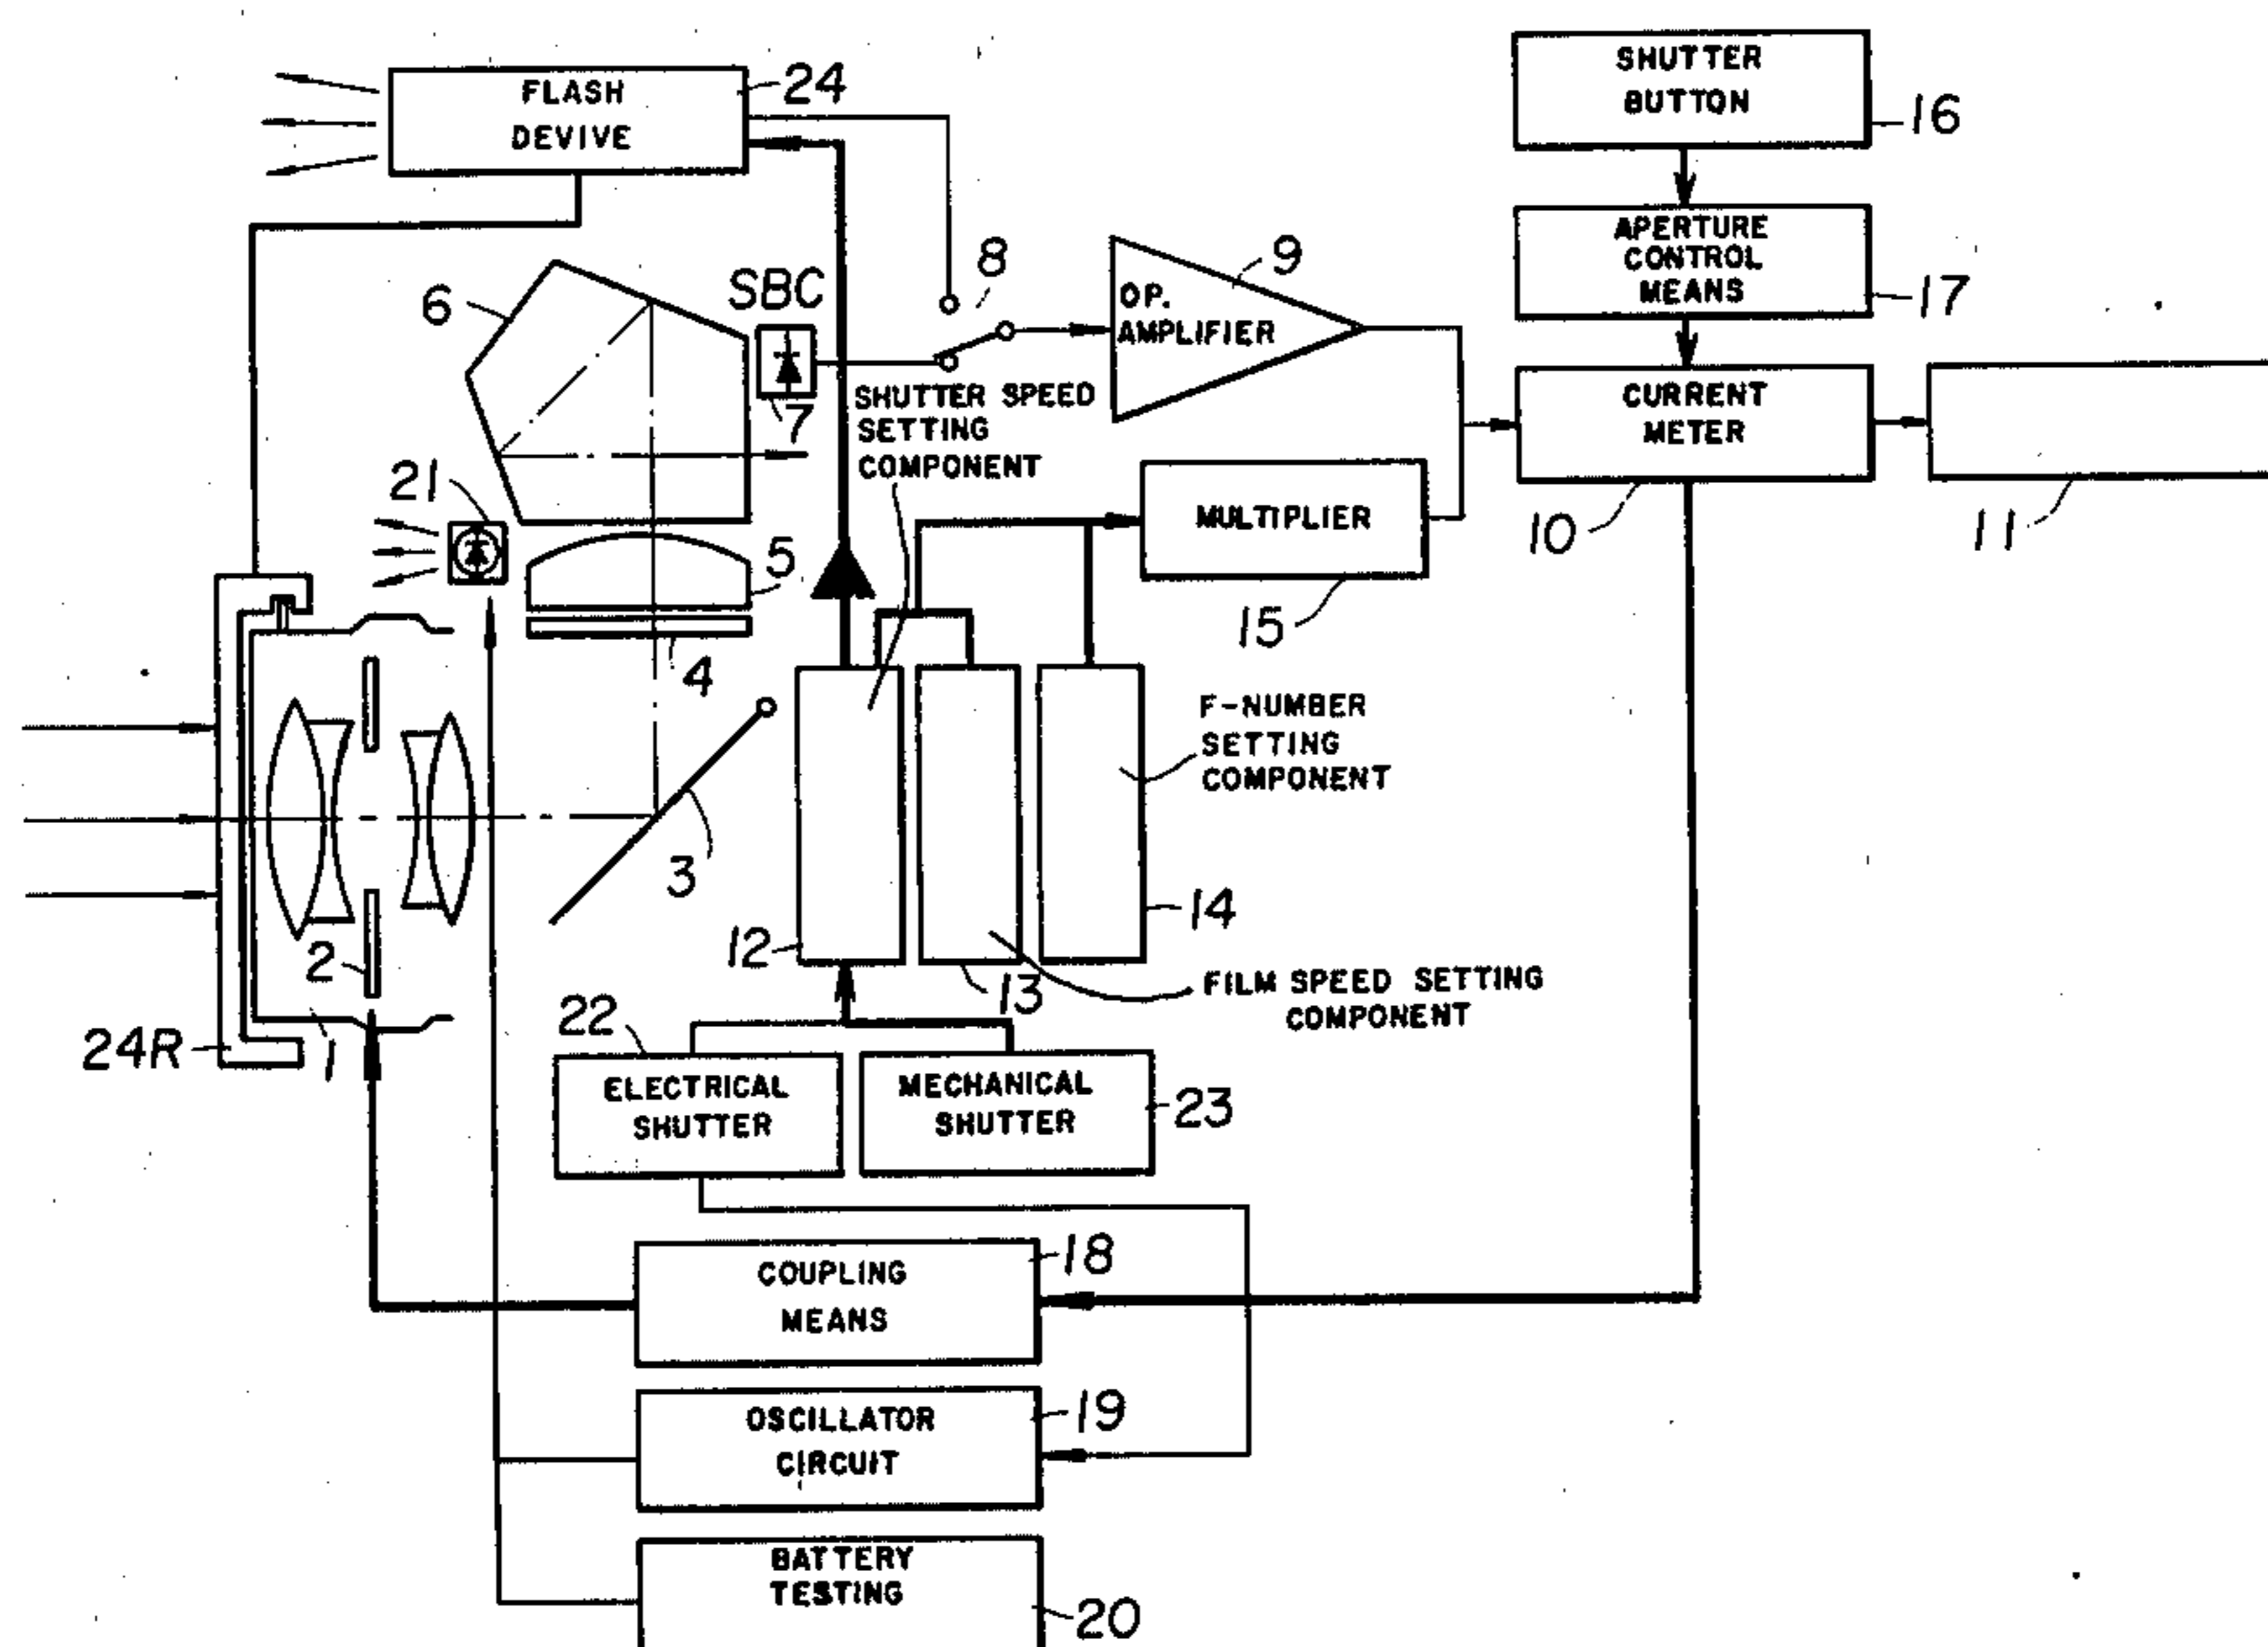 FLASH
DEVIVE
24
SHUTTER
BUTTON
16
APERTURE
CONTROL
MEANS
17
6
SBC
8
9
OP.
AMPLIFIER
7
SHUTTER SPEED
SETTING
COMPONENT
CURRENT
METER
10
11
21
5
MULTIPLIER
15
4
F-NUMBER
SETTING
COMPONENT
3
2
12
13
14
FILM SPEED SETTING
COMPONENT
24R
1
22
ELECTRICAL
SHUTTER
MECHANICAL
SHUTTER
23
COUPLING
MEANS
18
OSCILLATOR
CIRCUIT
19
BATTERY
TESTING
20